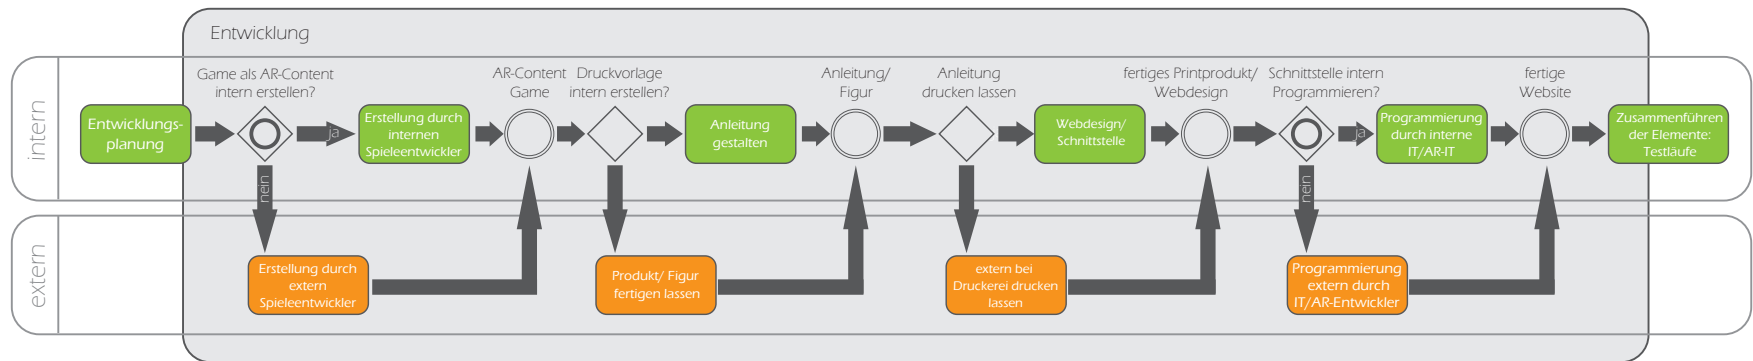 Entwicklung
intern
Entwicklungs-
planung
Game als AR-Content
intern erstellen?
ja
nein
Erstellung durch
internen
Spieleentwickler
AR-Content
Game
Druckvorlage
intern erstellen?
Anleitung
gestalten
Anleitung/
Figur
Anleitung
drucken lassen
Webdesign/
Schnittstelle
fertiges Printprodukt/
Webdesign
Schnittstelle intern
Programmieren?
ja
nein
Programmierung
durch interne
IT/AR-IT
fertige
Website
Zusammenführen
der Elemente:
Testläufe
extern
Erstellung durch
extern
Spieleentwickler
Produkt/ Figur
fertigen lassen
extern bei
Druckerei drucken
lassen
Programmierung
extern durch
IT/AR-Entwickler